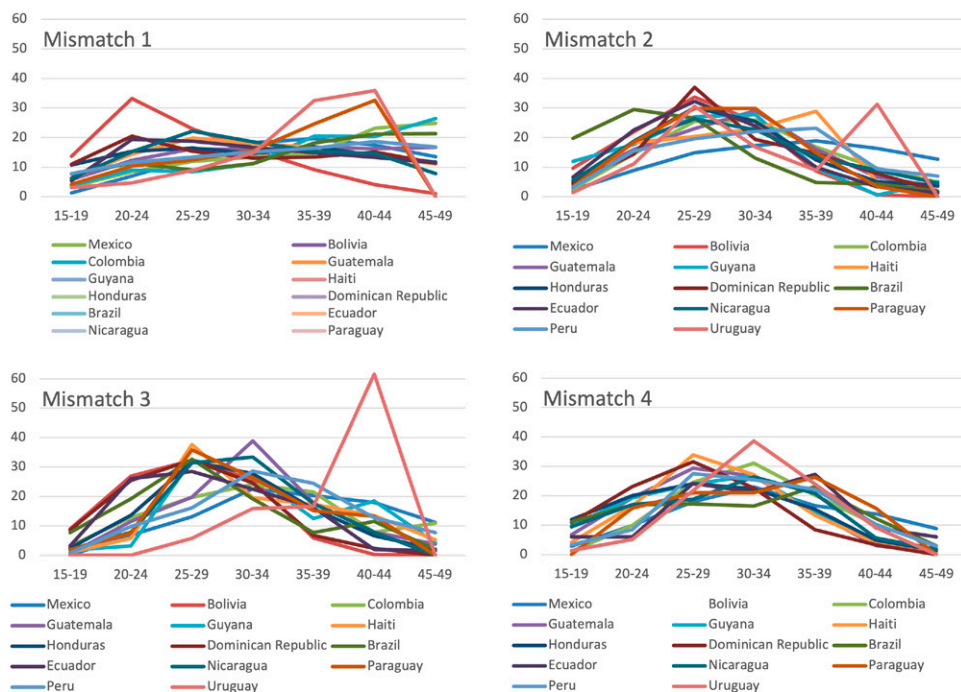 Mismatch 1
60
50
40
30
20
10
0
15-19 20-24 25-29 30-34 35-39 40-44 45-49
Mexico Bolivia
Colombia Guatemala
Guyana Haiti
Honduras Dominican Republic
Brazil Ecuador
Nicaragua Paraguay
Mismatch 2
60
50
40
30
20
10
0
15-19 20-24 25-29 30-34 35-39 40-44 45-49
Mexico Bolivia Colombia
Guatemala Guyana Haiti
Honduras Dominican Republic Brazil
Ecuador Nicaragua Paraguay
Peru Uruguay
Mismatch 3
60
50
40
30
20
10
0
15-19 20-24 25-29 30-34 35-39 40-44 45-49
Mexico Bolivia Colombia
Guatemala Guyana Haiti
Honduras Dominican Republic Brazil
Ecuador Nicaragua Paraguay
Peru Uruguay
Mismatch 4
60
50
40
30
20
10
0
15-19 20-24 25-29 30-34 35-39 40-44 45-49
Mexico Bolivia Colombia
Guatemala Guyana Haiti
Honduras Dominican Republic Brazil
Ecuador Nicaragua Paraguay
Peru Uruguay